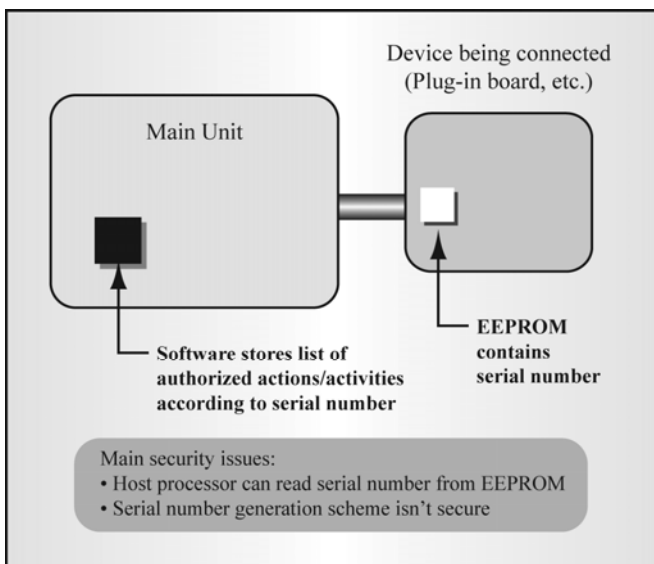 Device being connected
(Plug-in board, etc.)
Main Unit
Software stores list of
authorized actions/activities
according to serial number
EEPROM
contains
serial number
Main security issues:
• Host processor can read serial number from EEPROM
• Serial number generation scheme isn't secure